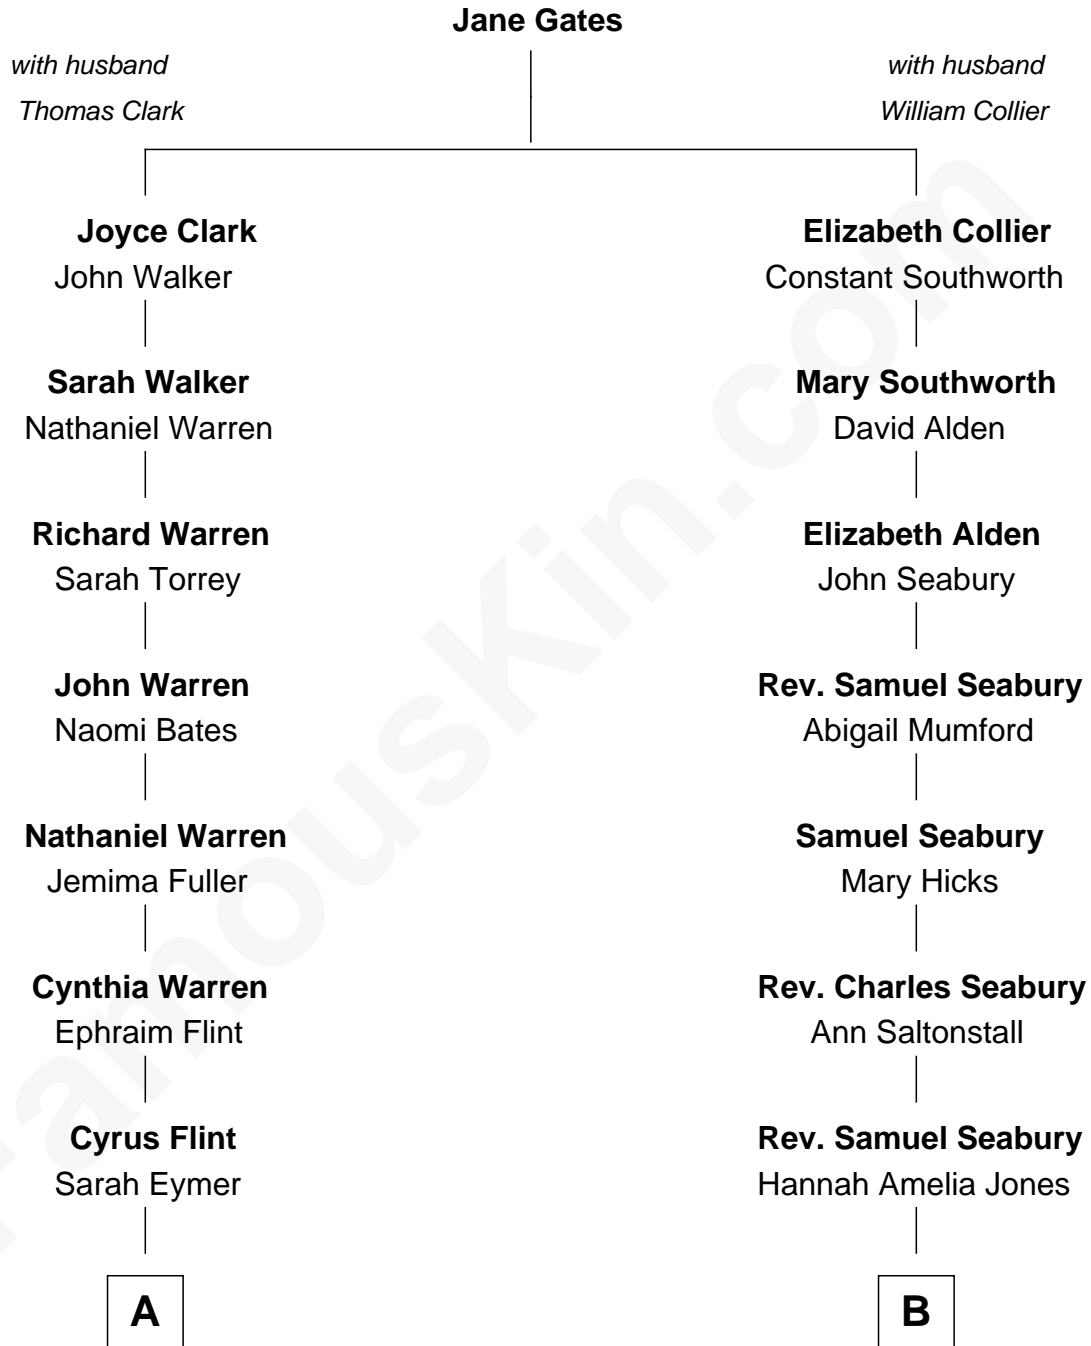 Jane Gates
with husband
Thomas Clark
with husband
William Collier
Joyce Clark
John Walker
Elizabeth Collier
Constant Southworth
Sarah Walker
Nathaniel Warren
Mary Southworth
David Alden
Richard Warren
Sarah Torrey
Elizabeth Alden
John Seabury
John Warren
Naomi Bates
Rev. Samuel Seabury
Abigail Mumford
Nathaniel Warren
Jemima Fuller
Samuel Seabury
Mary Hicks
Cynthia Warren
Ephraim Flint
Rev. Charles Seabury
Ann Saltonstall
Cyrus Flint
Sarah Eymer
Rev. Samuel Seabury
Hannah Amelia Jones
A
B
FamousKin.com